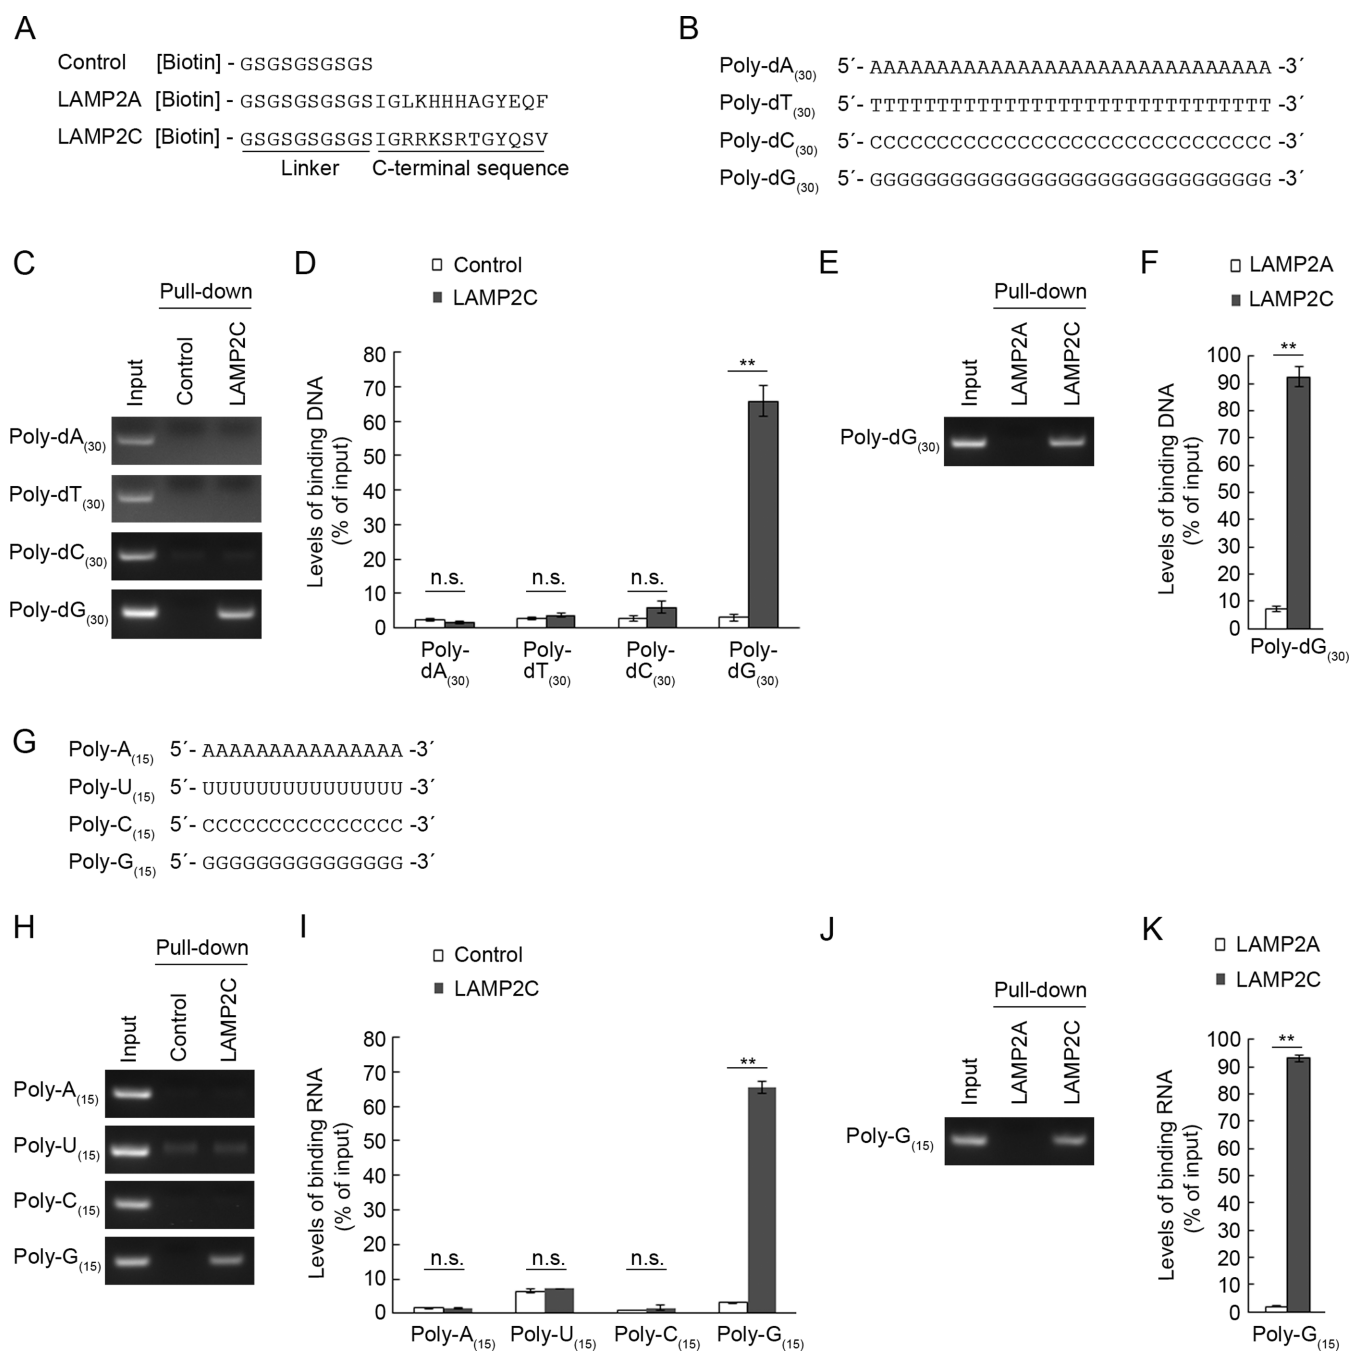 A
Control [Biotin] - GSGSGSGSGS
LAMP2A [Biotin] - GSGSGSGSGSIGLKHHHAGYEQF
LAMP2C [Biotin] - GSGSGSGSGSIGRRKSRTGYQSV
Linker C-terminal sequence
B
Poly-dA(30) 5´- AAAAAAAAAAAAAAAAAAAAAAAAAAAAAA -3´
Poly-dT(30) 5´- TTTTTTTTTTTTTTTTTTTTTTTTTTTTTT -3´
Poly-dC(30) 5´- CCCCCCCCCCCCCCCCCCCCCCCCCCCCCC -3´
Poly-dG(30) 5´- GGGGGGGGGGGGGGGGGGGGGGGGGGGGGG -3´
C
Pull-down
Input Control LAMP2C
Poly-dA(30)
Poly-dT(30)
Poly-dC(30)
Poly-dG(30)
D
Control
LAMP2C
Levels of binding DNA
(% of input)
80
70
60
50
40
30
20
10
0
n.s. n.s. n.s. **
Poly- Poly- Poly- Poly-
dA(30) dT(30) dC(30) dG(30)
E
Pull-down
Input LAMP2A LAMP2C
Poly-dG(30)
F
LAMP2A
LAMP2C
Levels of binding DNA
(% of input)
100
90
80
70
60
50
40
30
20
10
0
**
Poly-dG(30)
G
Poly-A(15) 5´- AAAAAAAAAAAAAAA -3´
Poly-U(15) 5´- UUUUUUUUUUUUUUU -3´
Poly-C(15) 5´- CCCCCCCCCCCCCCC -3´
Poly-G(15) 5´- GGGGGGGGGGGGGGG -3´
H
Pull-down
Input Control LAMP2C
Poly-A(15)
Poly-U(15)
Poly-C(15)
Poly-G(15)
I
Control
LAMP2C
Levels of binding RNA
(% of input)
80
70
60
50
40
30
20
10
0
n.s. n.s. n.s. **
Poly-A(15) Poly-U(15) Poly-C(15) Poly-G(15)
J
Pull-down
Input LAMP2A LAMP2C
Poly-G(15)
K
LAMP2A
LAMP2C
Levels of binding RNA
(% of input)
100
90
80
70
60
50
40
30
20
10
0
**
Poly-G(15)